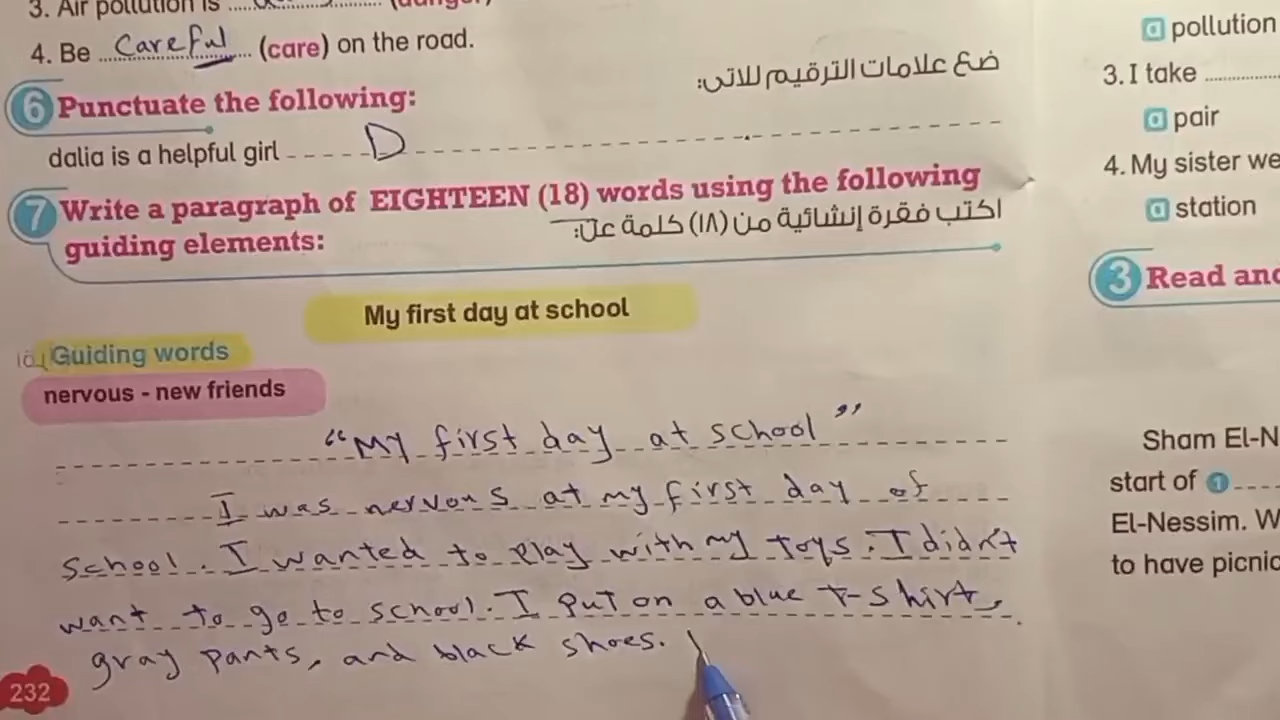 3. Air pollution is
4. Be Careful (care) on the road.
6 Punctuate the following:
ضع علامات الترقيم للآتي:
dalia is a helpful girl D
7 Write a paragraph of EIGHTEEN (18) words using the following
guiding elements:
اكتب فقرة إنشائية من (١٨) كلمة عن:
My first day at school
Guiding words
nervous - new friends
“My first day at school”
I was nervous at my first day of
school. I wanted to play with my toys. I didn't
want to go to school. I put on a blue T-shirt,
gray pants, and black shoes.
232
a pollution
3. I take
a pair
4. My sister we
a station
3 Read and
Sham El-N
start of 1
El-Nessim. W
to have picnic